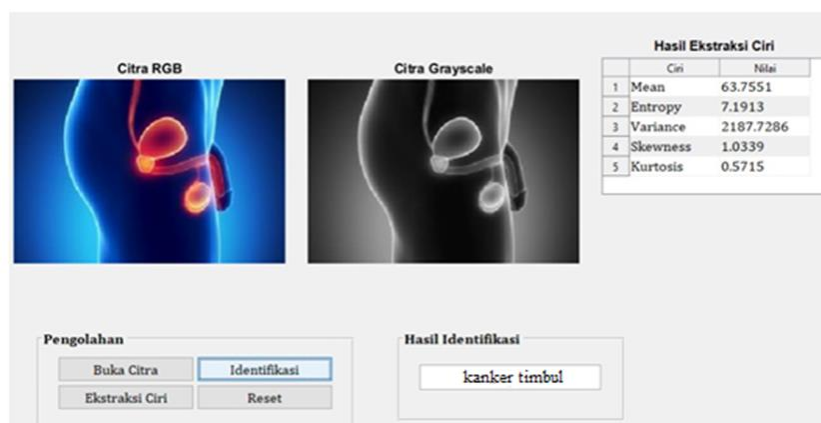 Hasil Ekstraksi Ciri
Citra RGB
Citra Grayscale
Ciri Nilai
1 Mean 63.7551
2 Entropy 7.1913
3 Variance 2187.7286
4 Skewness 1.0339
5 Kurtosis 0.5715
Pengolahan
Buka Citra Identifikasi
Ekstraksi Ciri Reset
Hasil Identifikasi
kanker timbul